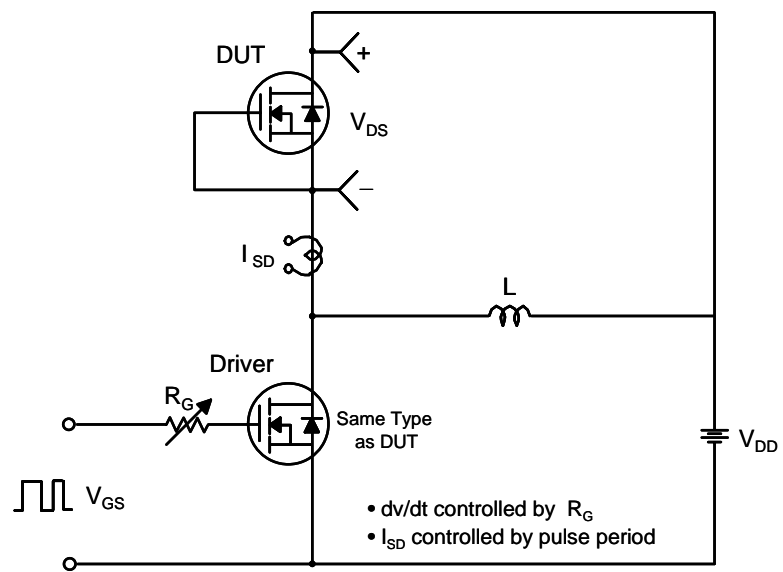 DUT
+
V_DS
−
I_SD
L
Driver
R_G
Same Type
as DUT
V_DD
V_GS
• dv/dt controlled by R_G
• I_SD controlled by pulse period